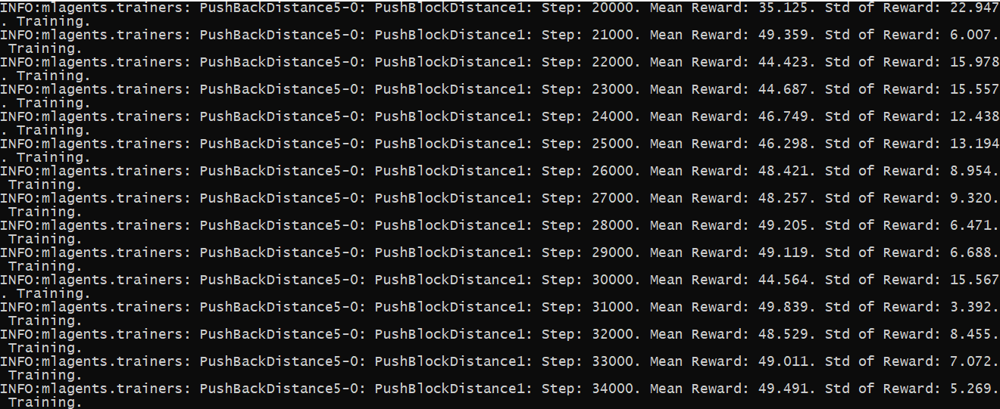 INFO:mlagents.trainers: PushBackDistance5-0: PushBlockDistance1: Step: 20000. Mean Reward: 35.125. Std of Reward: 22.947
. Training.
INFO:mlagents.trainers: PushBackDistance5-0: PushBlockDistance1: Step: 21000. Mean Reward: 49.359. Std of Reward: 6.007.
 Training.
INFO:mlagents.trainers: PushBackDistance5-0: PushBlockDistance1: Step: 22000. Mean Reward: 44.423. Std of Reward: 15.978
. Training.
INFO:mlagents.trainers: PushBackDistance5-0: PushBlockDistance1: Step: 23000. Mean Reward: 44.687. Std of Reward: 15.557
. Training.
INFO:mlagents.trainers: PushBackDistance5-0: PushBlockDistance1: Step: 24000. Mean Reward: 46.749. Std of Reward: 12.438
. Training.
INFO:mlagents.trainers: PushBackDistance5-0: PushBlockDistance1: Step: 25000. Mean Reward: 46.298. Std of Reward: 13.194
. Training.
INFO:mlagents.trainers: PushBackDistance5-0: PushBlockDistance1: Step: 26000. Mean Reward: 48.421. Std of Reward: 8.954.
 Training.
INFO:mlagents.trainers: PushBackDistance5-0: PushBlockDistance1: Step: 27000. Mean Reward: 48.257. Std of Reward: 9.320.
 Training.
INFO:mlagents.trainers: PushBackDistance5-0: PushBlockDistance1: Step: 28000. Mean Reward: 49.205. Std of Reward: 6.471.
 Training.
INFO:mlagents.trainers: PushBackDistance5-0: PushBlockDistance1: Step: 29000. Mean Reward: 49.119. Std of Reward: 6.688.
 Training.
INFO:mlagents.trainers: PushBackDistance5-0: PushBlockDistance1: Step: 30000. Mean Reward: 44.564. Std of Reward: 15.567
. Training.
INFO:mlagents.trainers: PushBackDistance5-0: PushBlockDistance1: Step: 31000. Mean Reward: 49.839. Std of Reward: 3.392.
 Training.
INFO:mlagents.trainers: PushBackDistance5-0: PushBlockDistance1: Step: 32000. Mean Reward: 48.529. Std of Reward: 8.455.
 Training.
INFO:mlagents.trainers: PushBackDistance5-0: PushBlockDistance1: Step: 33000. Mean Reward: 49.011. Std of Reward: 7.072.
 Training.
INFO:mlagents.trainers: PushBackDistance5-0: PushBlockDistance1: Step: 34000. Mean Reward: 49.491. Std of Reward: 5.269.
 Training.